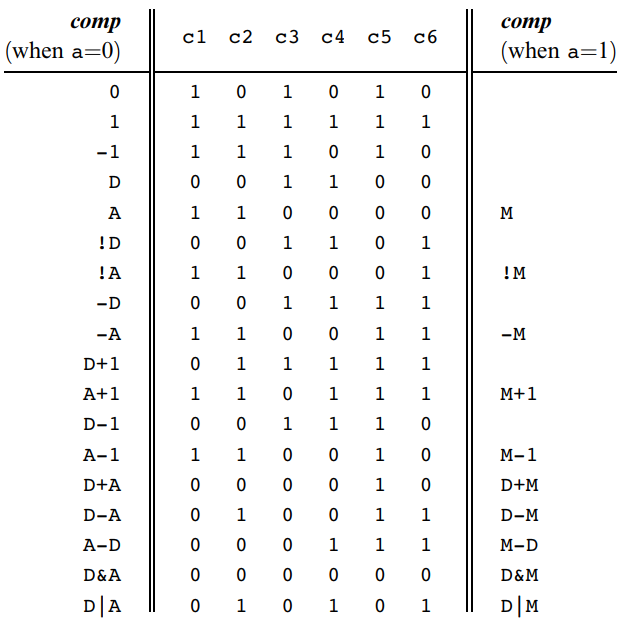 comp c1 c2 c3 c4 c5 c6 comp
(when a=0) (when a=1)
0 1 0 1 0 1 0
1 1 1 1 1 1 1
-1 1 1 1 0 1 0
D 0 0 1 1 0 0
A 1 1 0 0 0 0 M
!D 0 0 1 1 0 1
!A 1 1 0 0 0 1 !M
-D 0 0 1 1 1 1
-A 1 1 0 0 1 1 -M
D+1 0 1 1 1 1 1
A+1 1 1 0 1 1 1 M+1
D-1 0 0 1 1 1 0
A-1 1 1 0 0 1 0 M-1
D+A 0 0 0 0 1 0 D+M
D-A 0 1 0 0 1 1 D-M
A-D 0 0 0 1 1 1 M-D
D&A 0 0 0 0 0 0 D&M
D|A 0 1 0 1 0 1 D|M